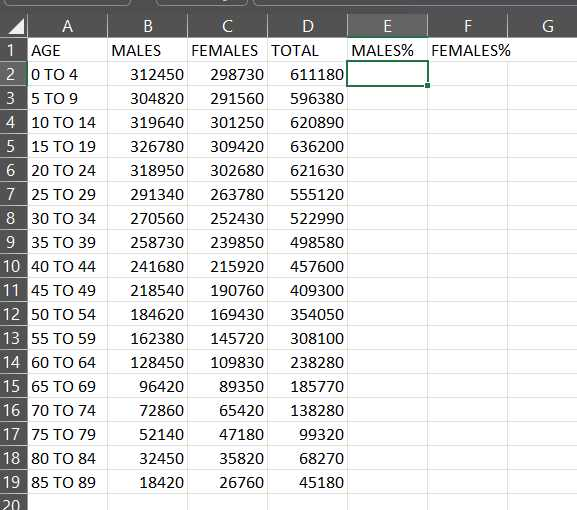 A B C D E F G
1 AGE MALES FEMALES TOTAL MALES% FEMALES%
2 0 TO 4 312450 298730 611180
3 5 TO 9 304820 291560 596380
4 10 TO 14 319640 301250 620890
5 15 TO 19 326780 309420 636200
6 20 TO 24 318950 302680 621630
7 25 TO 29 291340 263780 555120
8 30 TO 34 270560 252430 522990
9 35 TO 39 258730 239850 498580
10 40 TO 44 241680 215920 457600
11 45 TO 49 218540 190760 409300
12 50 TO 54 184620 169430 354050
13 55 TO 59 162380 145720 308100
14 60 TO 64 128450 109830 238280
15 65 TO 69 96420 89350 185770
16 70 TO 74 72860 65420 138280
17 75 TO 79 52140 47180 99320
18 80 TO 84 32450 35820 68270
19 85 TO 89 18420 26760 45180
20